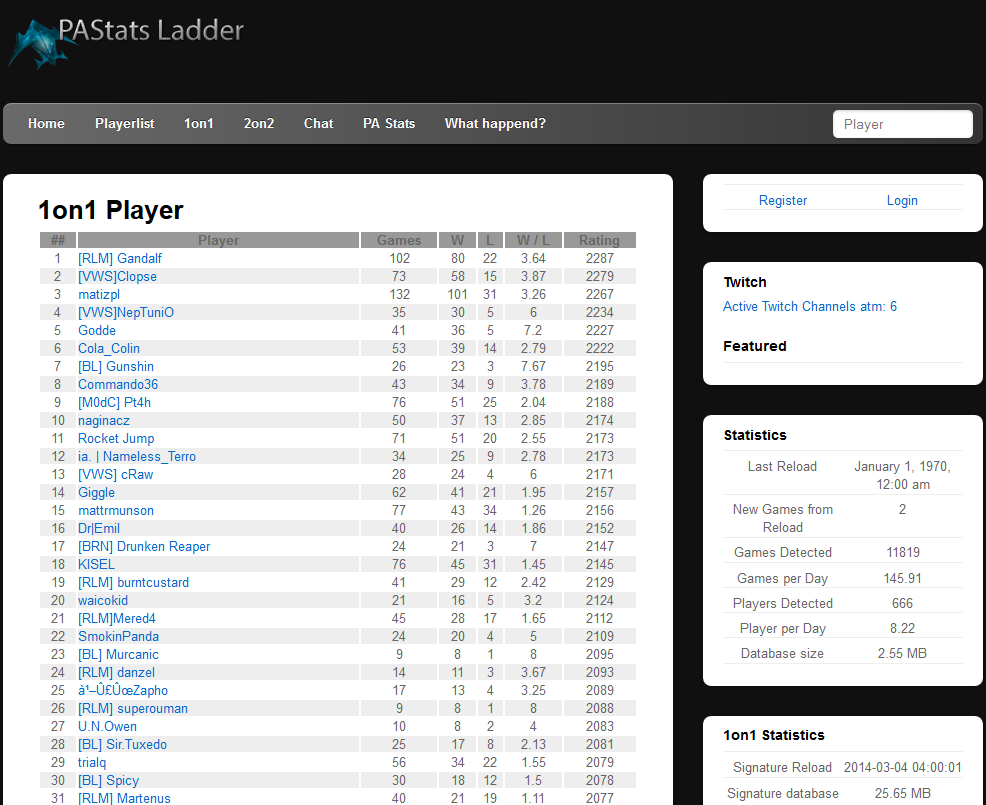 PAStats Ladder
Home Playerlist 1on1 2on2 Chat PA Stats What happend? Player
1on1 Player
## Player Games W L W / L Rating
1 [RLM] Gandalf 102 80 22 3.64 2287
2 [VWS]Clopse 73 58 15 3.87 2279
3 matizpl 132 101 31 3.26 2267
4 [VWS]NepTuniO 35 30 5 6 2234
5 Godde 41 36 5 7.2 2227
6 Cola_Colin 53 39 14 2.79 2222
7 [BL] Gunshin 26 23 3 7.67 2195
8 Commando36 43 34 9 3.78 2189
9 [M0dC] Pt4h 76 51 25 2.04 2188
10 naginacz 50 37 13 2.85 2174
11 Rocket Jump 71 51 20 2.55 2173
12 ia. | Nameless_Terro 34 25 9 2.78 2173
13 [VWS] cRaw 28 24 4 6 2171
14 Giggle 62 41 21 1.95 2157
15 mattrmunson 77 43 34 1.26 2156
16 Dr|Emil 40 26 14 1.86 2152
17 [BRN] Drunken Reaper 24 21 3 7 2147
18 KISEL 76 45 31 1.45 2145
19 [RLM] burntcustard 41 29 12 2.42 2129
20 waicokid 21 16 5 3.2 2124
21 [RLM]Mered4 45 28 17 1.65 2112
22 SmokinPanda 24 20 4 5 2109
23 [BL] Murcanic 9 8 1 8 2095
24 [RLM] danzel 14 11 3 3.67 2093
25 à¹–Û£ÛœZapho 17 13 4 3.25 2089
26 [RLM] superouman 9 8 1 8 2088
27 U.N.Owen 10 8 2 4 2083
28 [BL] Sir.Tuxedo 25 17 8 2.13 2081
29 trialq 56 34 22 1.55 2079
30 [BL] Spicy 30 18 12 1.5 2078
31 [RLM] Martenus 40 21 19 1.11 2077
Register Login
Twitch
Active Twitch Channels atm: 6
Featured
Statistics
Last Reload January 1, 1970,
12:00 am
New Games from 2
Reload
Games Detected 11819
Games per Day 145.91
Players Detected 666
Player per Day 8.22
Database size 2.55 MB
1on1 Statistics
Signature Reload 2014-03-04 04:00:01
Signature database 25.65 MB